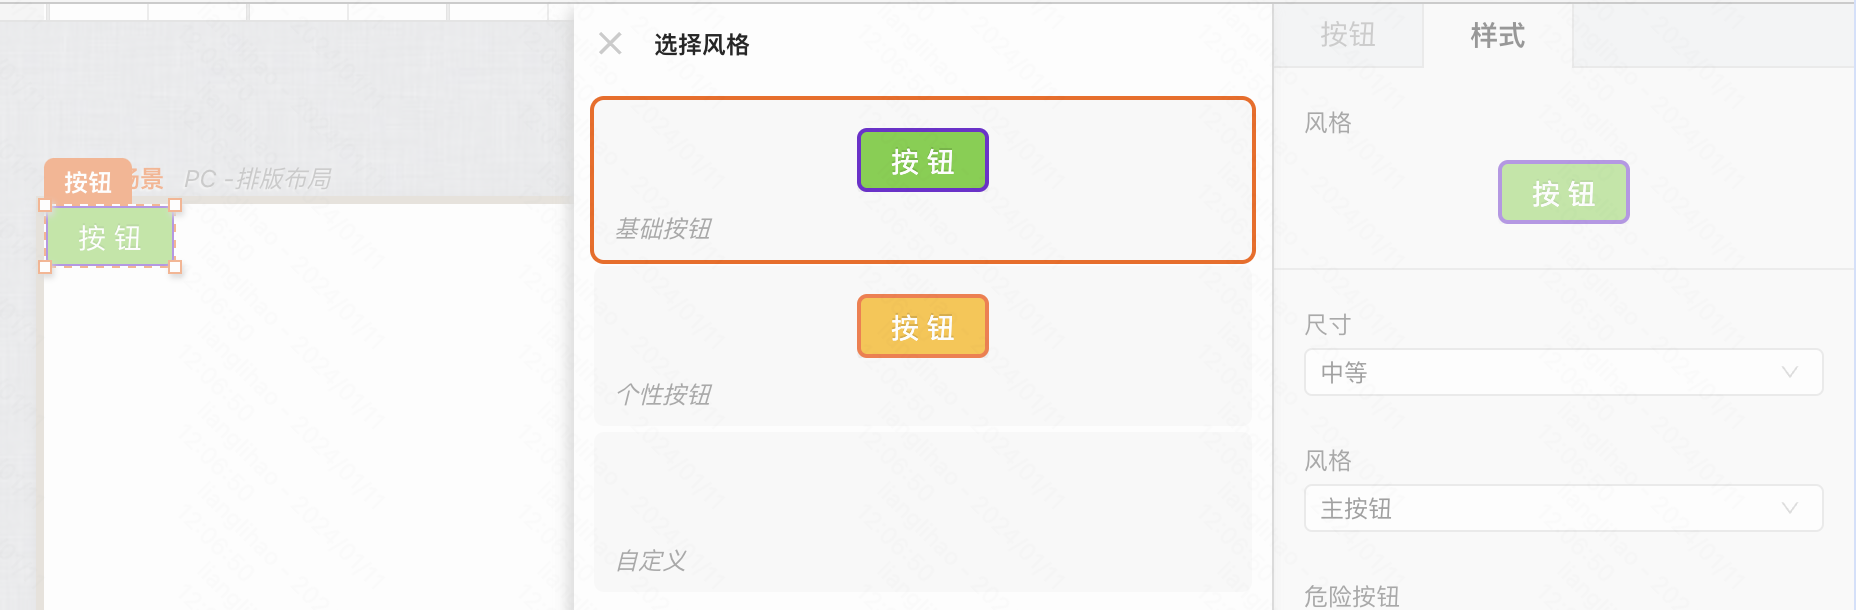 选择风格
按钮
样式
风格
按 钮
基础按钮
按 钮
个性按钮
自定义
按钮
景
PC -排版布局
按 钮
按 钮
尺寸
中等
风格
主按钮
危险按钮